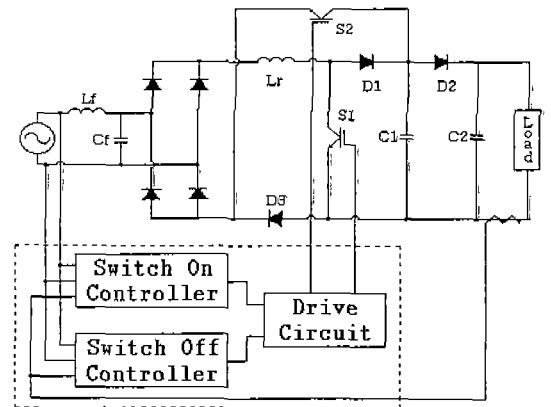 S2
Lr
D1
D2
Lf
S1
Cf
C1
C2
Load
D3
Switch On
Controller
Drive
Circuit
Switch Off
Controller